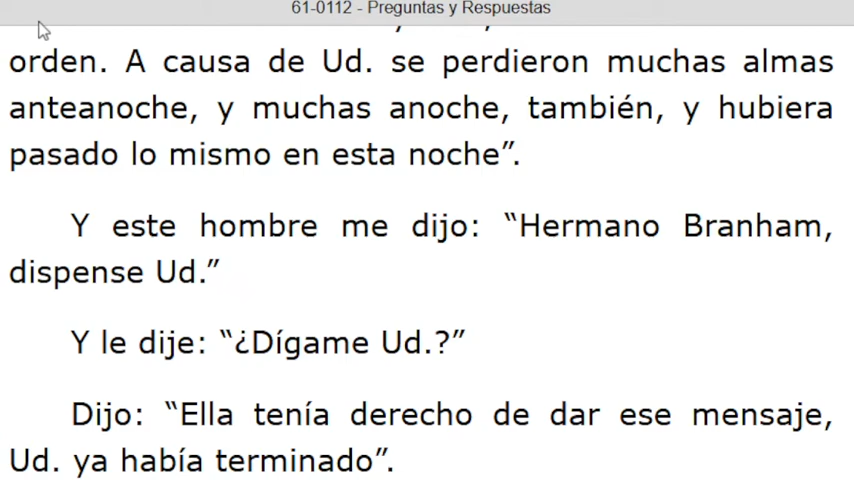 61-0112 - Preguntas y Respuestas
orden. A causa de Ud. se perdieron muchas almas
anteanoche, y muchas anoche, también, y hubiera
pasado lo mismo en esta noche”.
Y este hombre me dijo: “Hermano Branham,
dispense Ud.”
Y le dije: “¿Dígame Ud.?”
Dijo: “Ella tenía derecho de dar ese mensaje,
Ud. ya había terminado”.